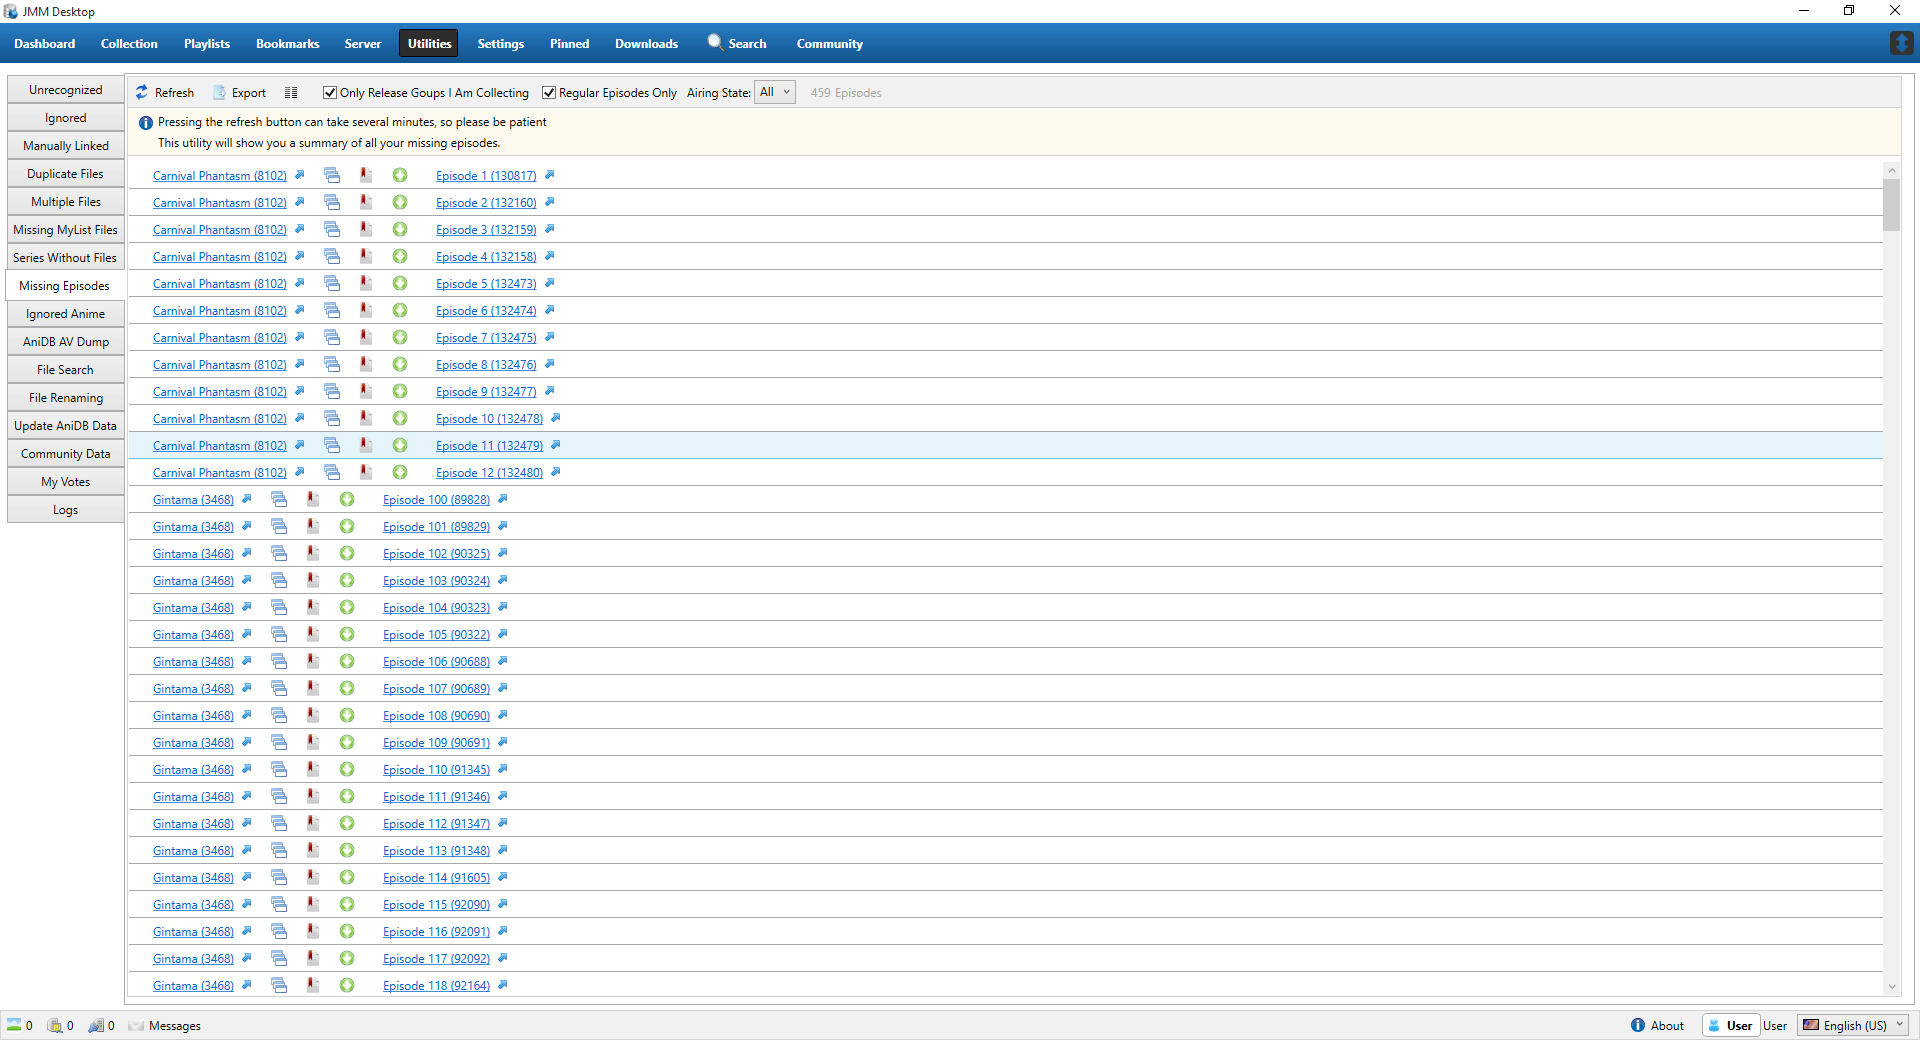 JMM Desktop
Dashboard Collection Playlists Bookmarks Server Utilities Settings Pinned Downloads Search Community
Unrecognized
Ignored
Manually Linked
Duplicate Files
Multiple Files
Missing MyList Files
Series Without Files
Missing Episodes
Ignored Anime
AniDB AV Dump
File Search
File Renaming
Update AniDB Data
Community Data
My Votes
Logs
Refresh Export Only Release Goups I Am Collecting Regular Episodes Only Airing State: All 459 Episodes
Pressing the refresh button can take several minutes, so please be patient
This utility will show you a summary of all your missing episodes.
Carnival Phantasm (8102) Episode 1 (130817)
Carnival Phantasm (8102) Episode 2 (132160)
Carnival Phantasm (8102) Episode 3 (132159)
Carnival Phantasm (8102) Episode 4 (132158)
Carnival Phantasm (8102) Episode 5 (132473)
Carnival Phantasm (8102) Episode 6 (132474)
Carnival Phantasm (8102) Episode 7 (132475)
Carnival Phantasm (8102) Episode 8 (132476)
Carnival Phantasm (8102) Episode 9 (132477)
Carnival Phantasm (8102) Episode 10 (132478)
Carnival Phantasm (8102) Episode 11 (132479)
Carnival Phantasm (8102) Episode 12 (132480)
Gintama (3468) Episode 100 (89828)
Gintama (3468) Episode 101 (89829)
Gintama (3468) Episode 102 (90325)
Gintama (3468) Episode 103 (90324)
Gintama (3468) Episode 104 (90323)
Gintama (3468) Episode 105 (90322)
Gintama (3468) Episode 106 (90688)
Gintama (3468) Episode 107 (90689)
Gintama (3468) Episode 108 (90690)
Gintama (3468) Episode 109 (90691)
Gintama (3468) Episode 110 (91345)
Gintama (3468) Episode 111 (91346)
Gintama (3468) Episode 112 (91347)
Gintama (3468) Episode 113 (91348)
Gintama (3468) Episode 114 (91605)
Gintama (3468) Episode 115 (92090)
Gintama (3468) Episode 116 (92091)
Gintama (3468) Episode 117 (92092)
Gintama (3468) Episode 118 (92164)
0 0 0 Messages About User User English (US)